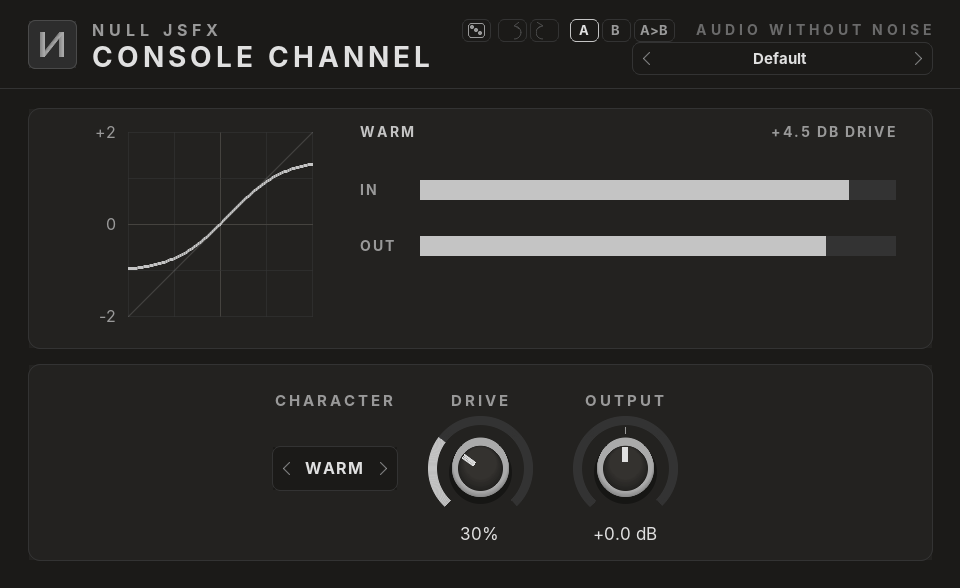 NULL JSFX
CONSOLE CHANNEL
A B A>B
AUDIO WITHOUT NOISE
Default
+2
0
-2
WARM
+4.5 DB DRIVE
IN
OUT
CHARACTER
DRIVE
OUTPUT
WARM
30%
+0.0 dB